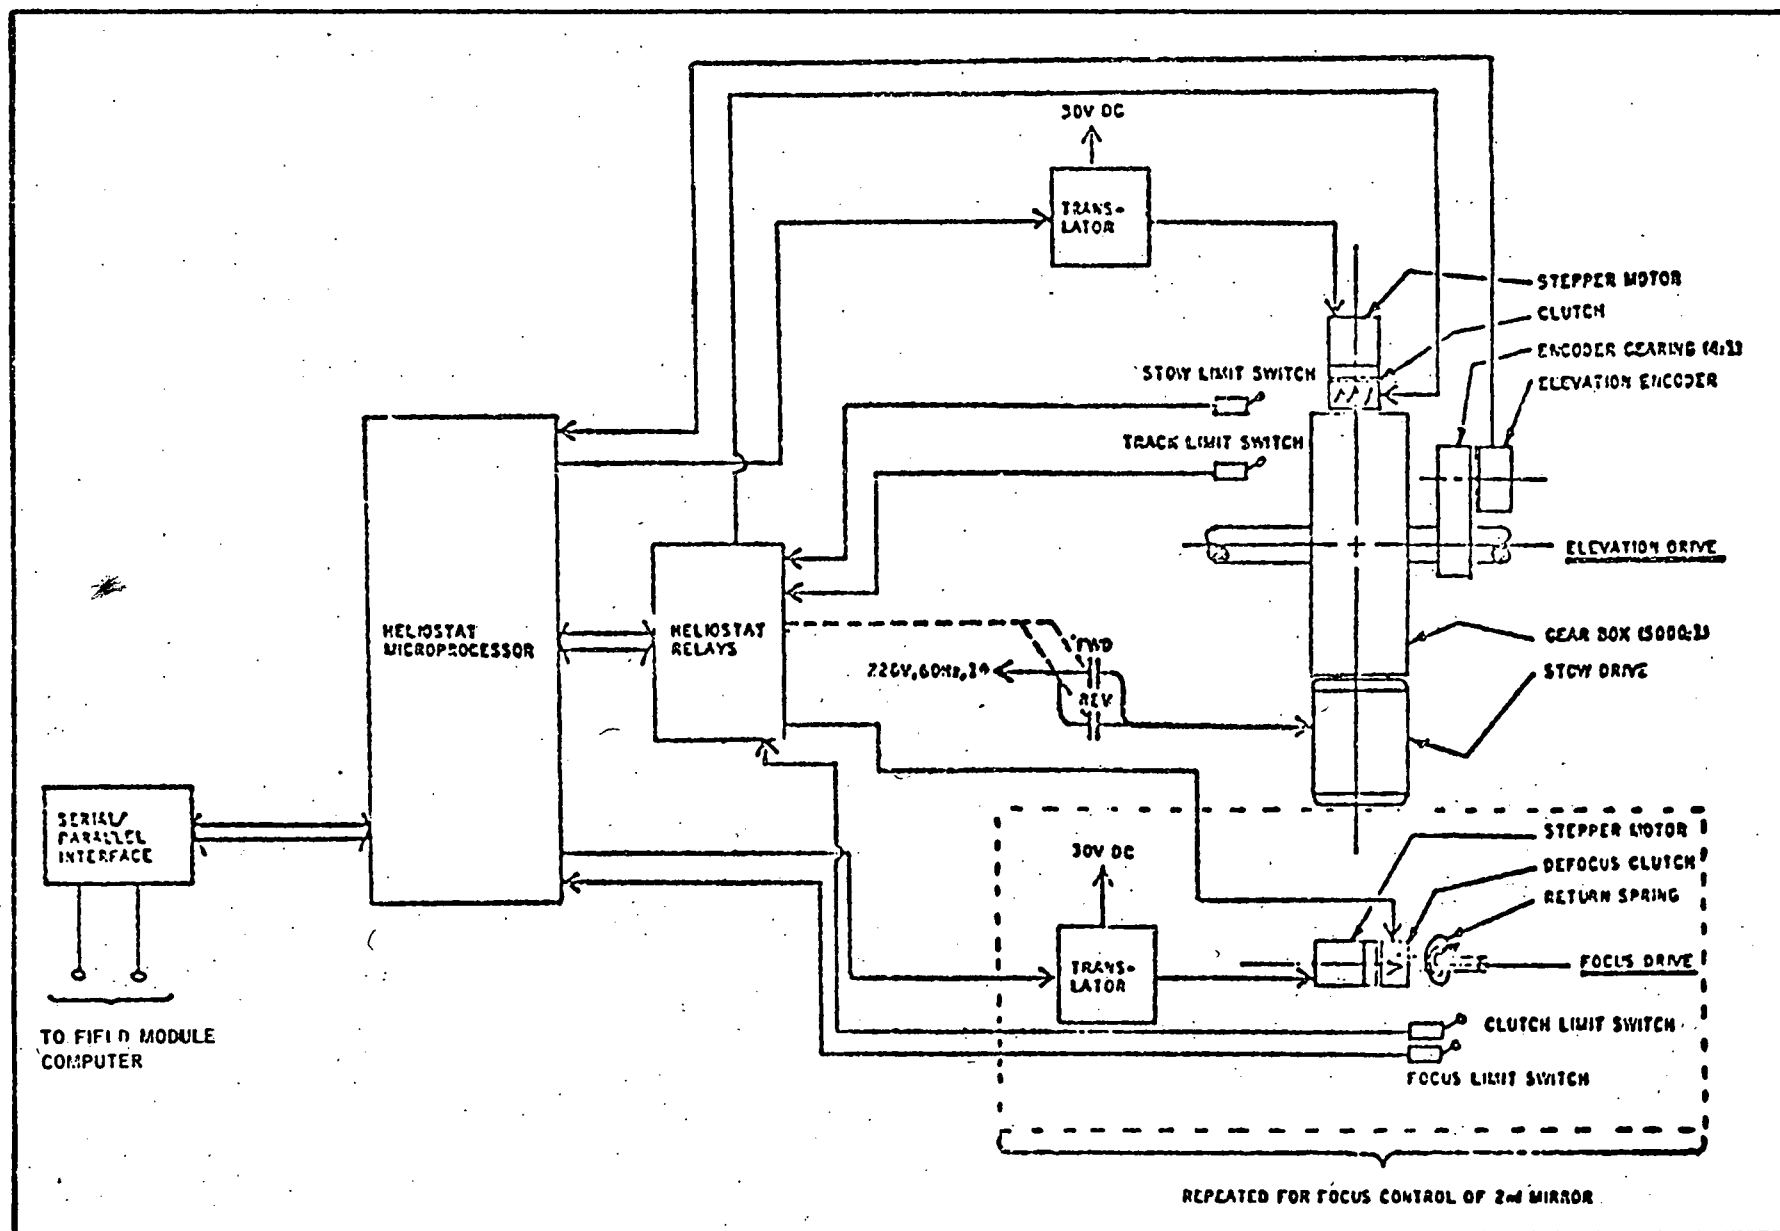 30V DC
TRANS-
LATOR
STEPPER MOTOR
CLUTCH
ENCODER GEARING (4:1)
ELEVATION ENCODER
STOW LIMIT SWITCH
TRACK LIMIT SWITCH
ELEVATION DRIVE
HELIOSTAT
MICROPROCESSOR
HELIOSTAT
RELAYS
FWD
REV
GEAR BOX (5000:1)
STOW DRIVE
SERIAL/
PARALLEL
INTERFACE
TO FIELD MODULE
COMPUTER
30V DC
TRANS-
LATOR
STEPPER MOTOR
DEFOCUS CLUTCH
RETURN SPRING
FOCUS DRIVE
CLUTCH LIMIT SWITCH
FOCUS LIMIT SWITCH
REPEATED FOR FOCUS CONTROL OF 2nd MIRROR